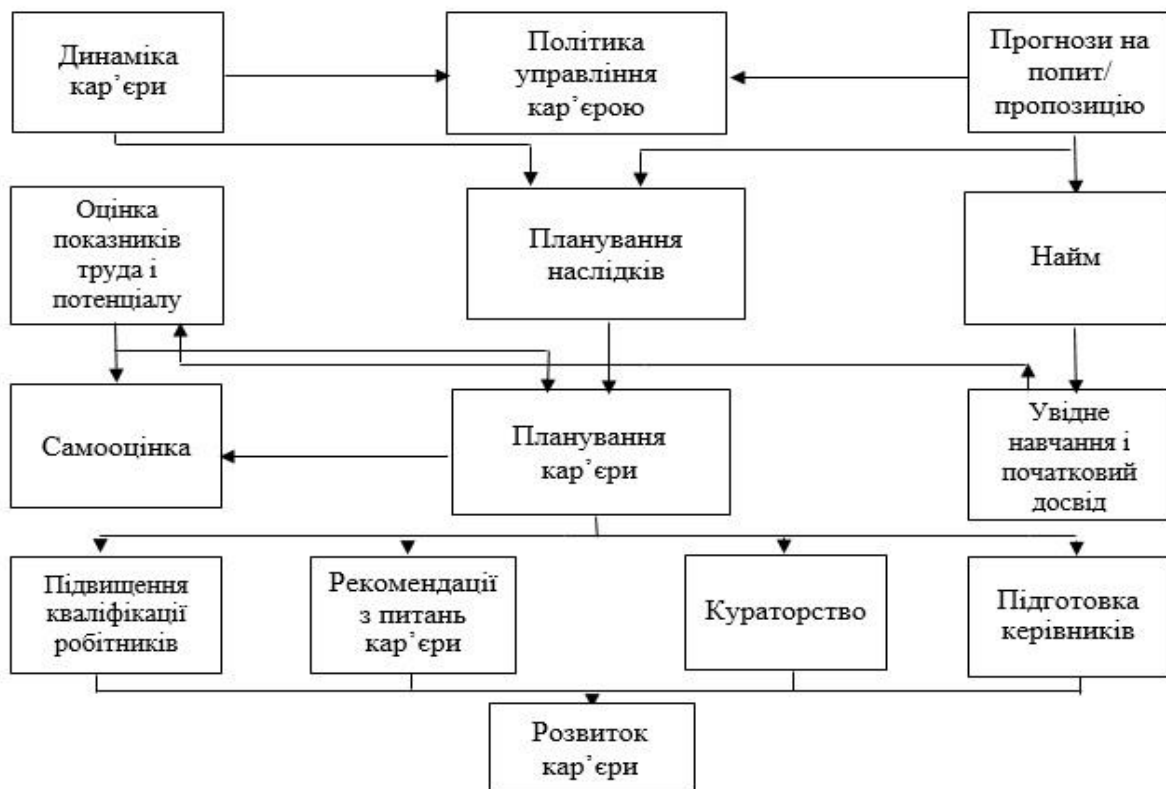 Динаміка
кар’єри
Політика
управління
кар’єрою
Прогнози на
попит/
пропозицію
Оцінка
показників
труда і
потенціалу
Планування
наслідків
Найм
Самооцінка
Планування
кар’єри
Увідне
навчання і
початковий
досвід
Підвищення
кваліфікації
робітників
Рекомендації
з питань
кар’єри
Кураторство
Підготовка
керівників
Розвиток
кар’єри